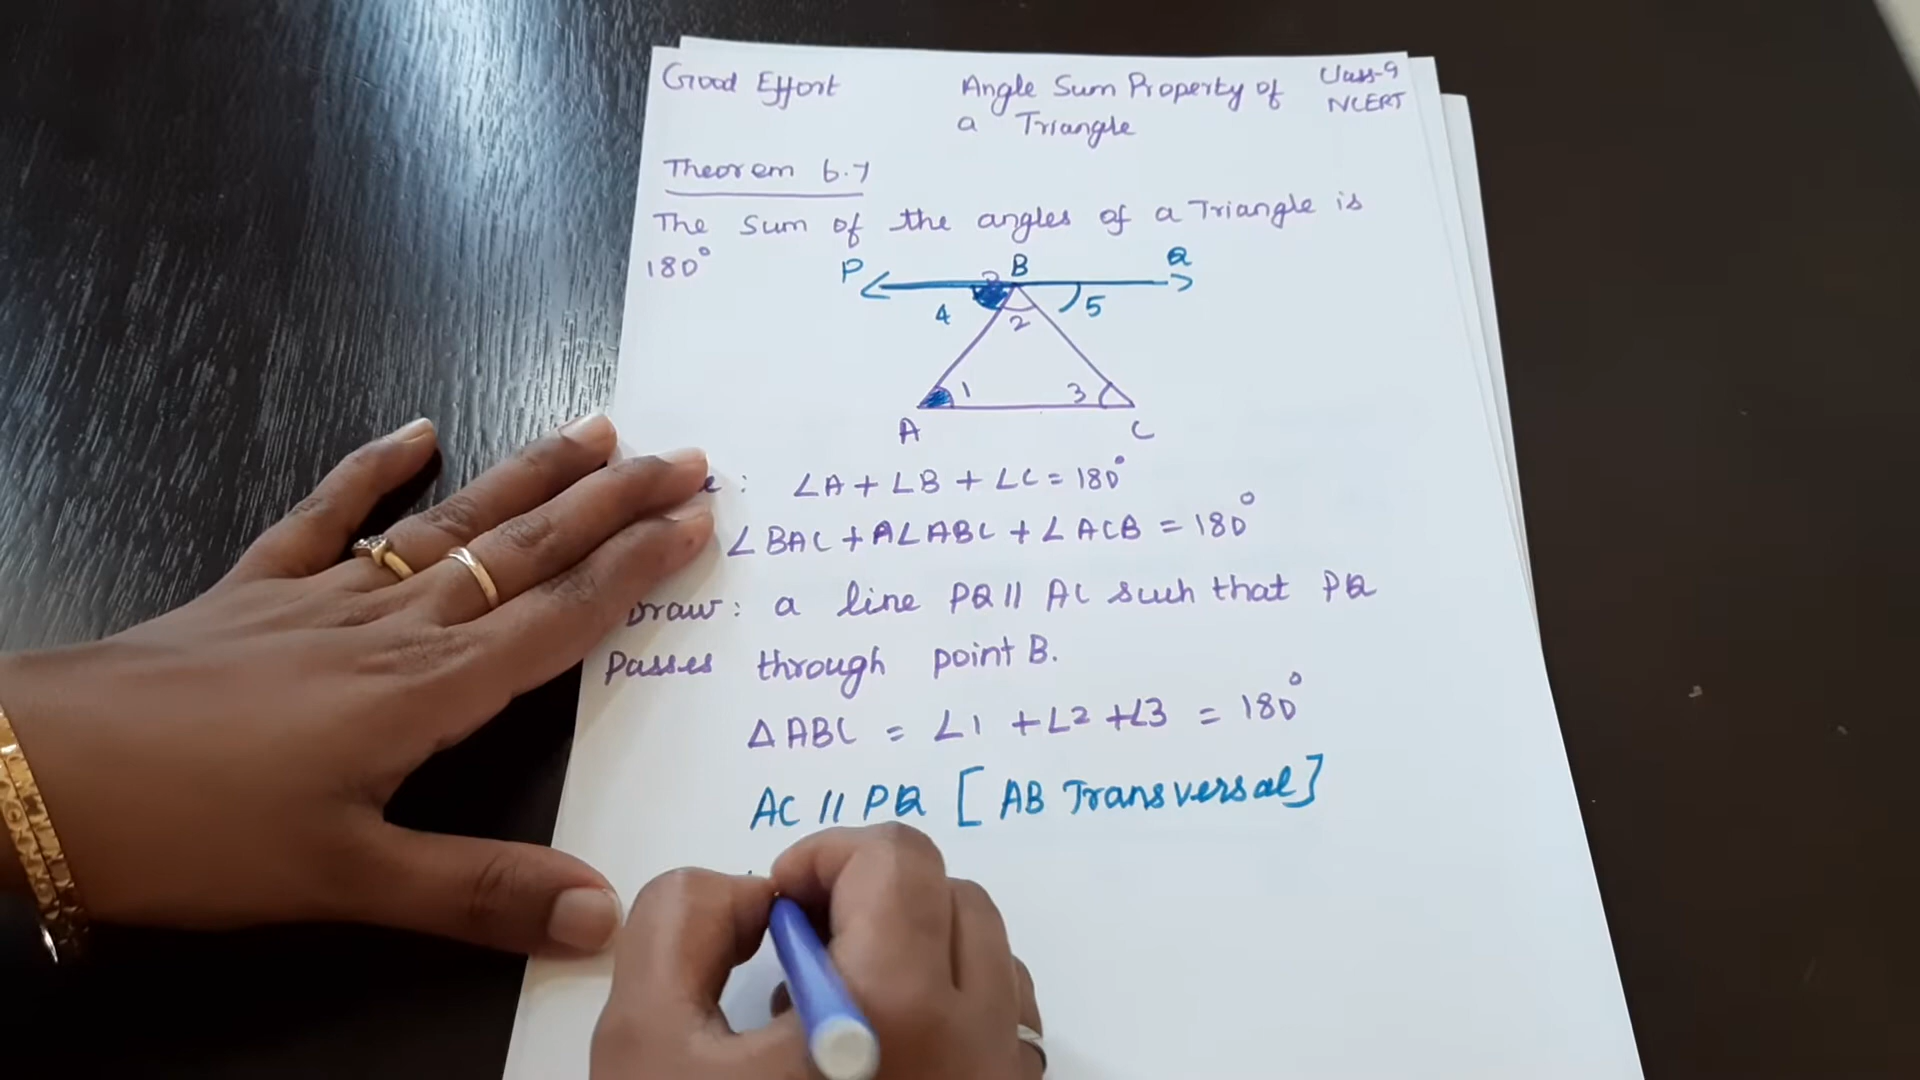 Good Effort
Angle Sum Property of
a Triangle
Class-9
NCERT
Theorem 6.7
The Sum of the angles of a Triangle is
180°
P B Q
4 2 5
1 3
A C
: ∠A + ∠B + ∠C = 180°
∠BAC + A∠ABC + ∠ACB = 180°
Draw: a line PQ || AC such that PQ
Passes through point B.
△ABC = ∠1 + ∠2 + ∠3 = 180°
AC || PQ [AB Transversal]